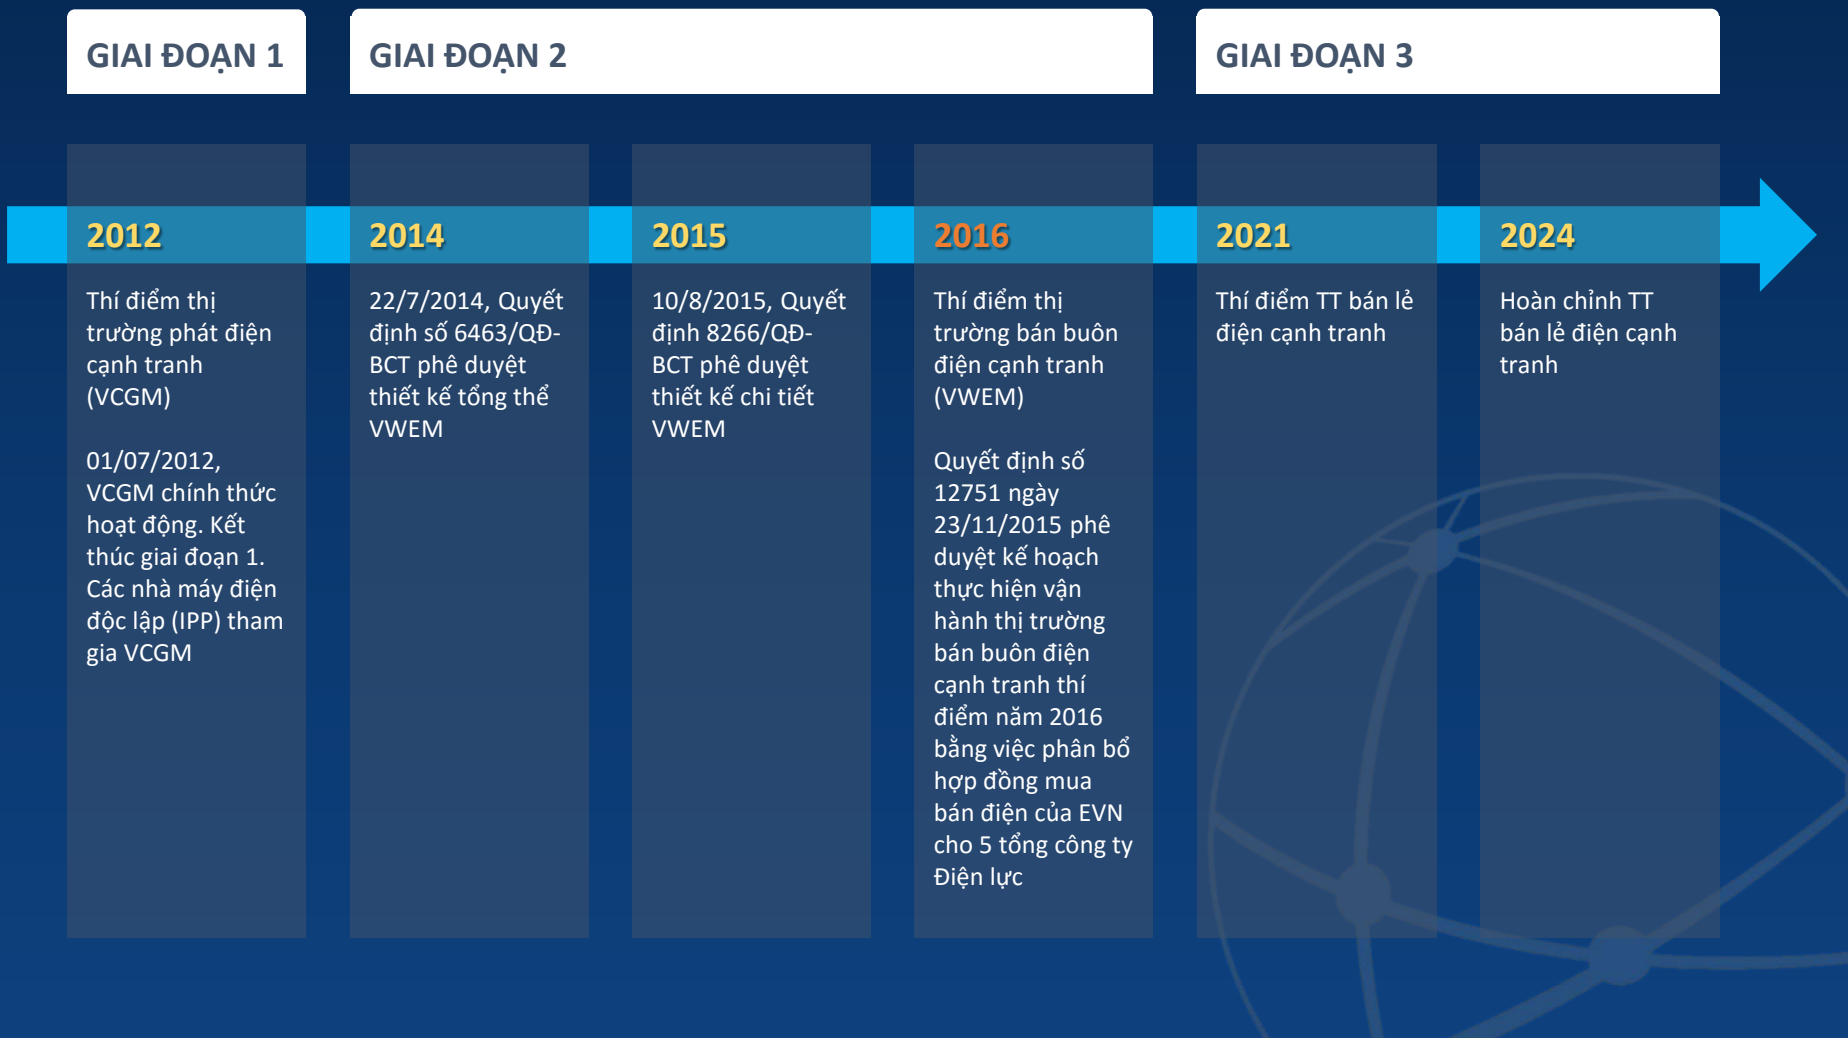 GIAI ĐOẠN 1
GIAI ĐOẠN 2
GIAI ĐOẠN 3
2012
Thí điểm thị
trường phát điện
cạnh tranh
(VCGM)
01/07/2012,
VCGM chính thức
hoạt động. Kết
thúc giai đoạn 1.
Các nhà máy điện
độc lập (IPP) tham
gia VCGM
2014
22/7/2014, Quyết
định số 6463/QĐ-
BCT phê duyệt
thiết kế tổng thể
VWEM
2015
10/8/2015, Quyết
định 8266/QĐ-
BCT phê duyệt
thiết kế chi tiết
VWEM
2016
Thí điểm thị
trường bán buôn
điện cạnh tranh
(VWEM)
Quyết định số
12751 ngày
23/11/2015 phê
duyệt kế hoạch
thực hiện vận
hành thị trường
bán buôn điện
cạnh tranh thí
điểm năm 2016
bằng việc phân bổ
hợp đồng mua
bán điện của EVN
cho 5 tổng công ty
Điện lực
2021
Thí điểm TT bán lẻ
điện cạnh tranh
2024
Hoàn chỉnh TT
bán lẻ điện cạnh
tranh